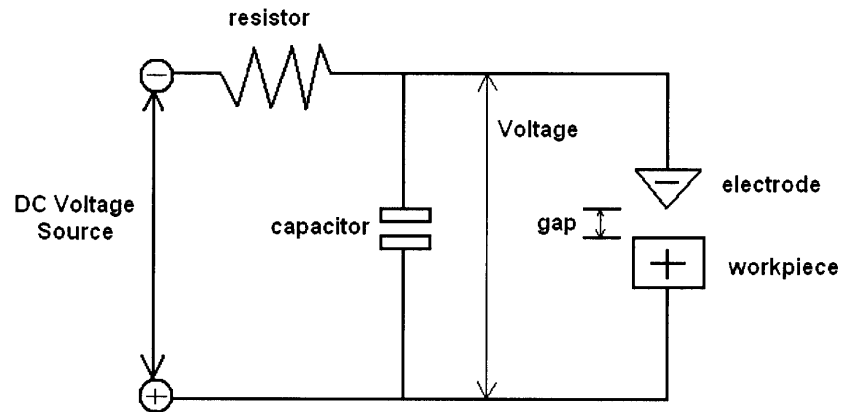 resistor
−
Voltage
−
electrode
DC Voltage
Source
capacitor
gap
+
workpiece
+